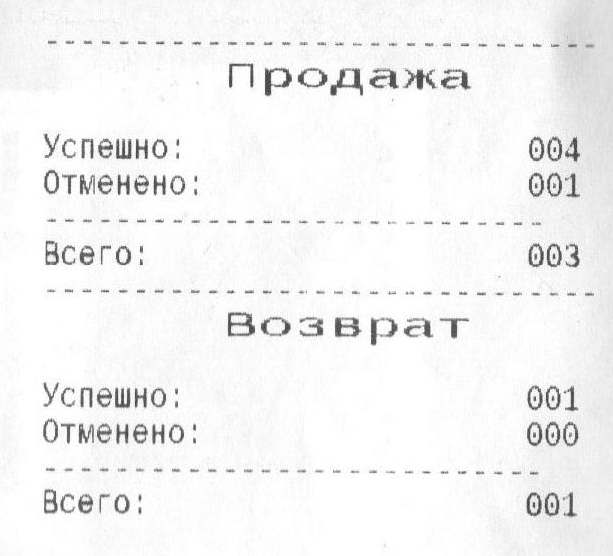 Продажа
Успешно: 004
Отменено: 001
Всего: 003
Возврат
Успешно: 001
Отменено: 000
Всего: 001